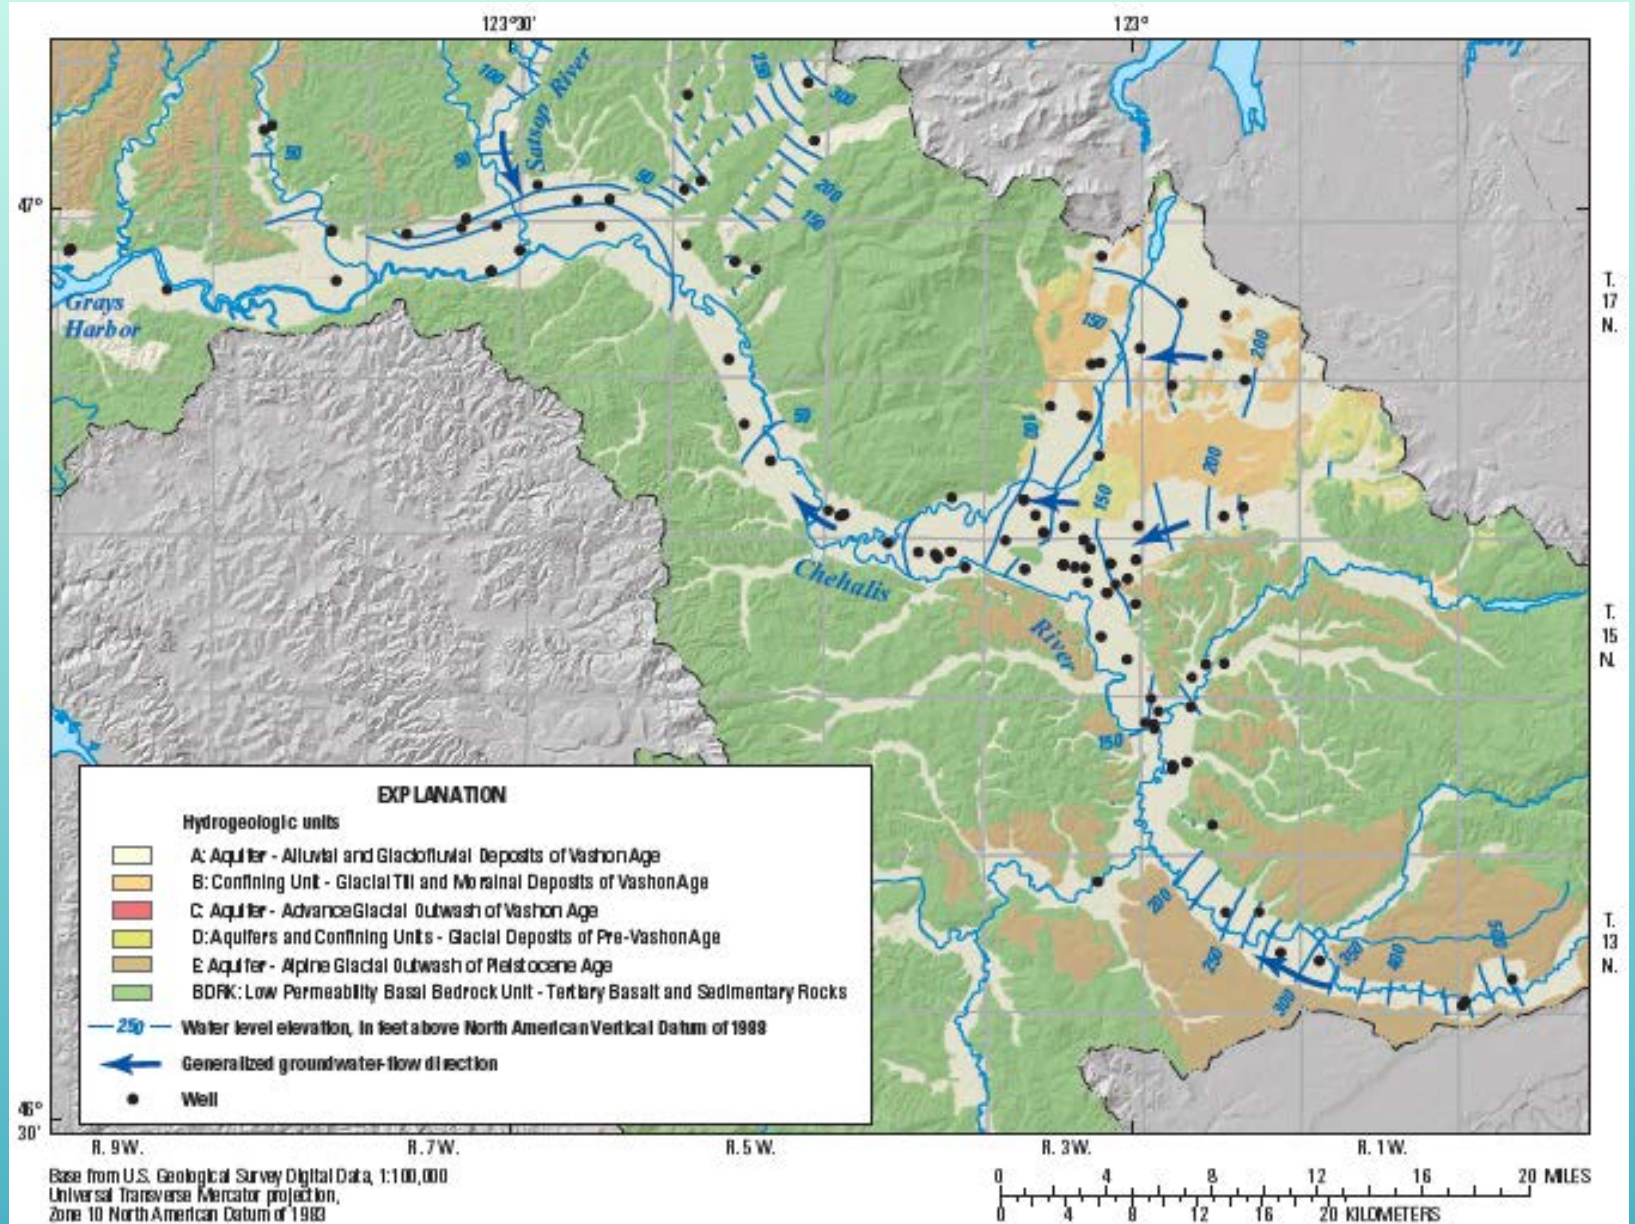 123°30'
123°
100
Satsop River
250
300
50
50
50
200
150
47°
Grays
Harbor
T.
17
N.
150
200
50
100
200
150
Chehalis
River
T.
15
N.
150
200
250
300
350
400
500
T.
13
N.
EXPLANATION
Hydrogeologic units
A: Aquifer - Alluvial and Glaciofluvial Deposits of Vashon Age
B: Confining Unit - Glacial Till and Morainal Deposits of Vashon Age
C: Aquifer - Advance Glacial Outwash of Vashon Age
D: Aquifers and Confining Units - Glacial Deposits of Pre-Vashon Age
E: Aquifer - Alpine Glacial Outwash of Pleistocene Age
BDRK: Low Permeability Basal Bedrock Unit - Tertiary Basalt and Sedimentary Rocks
250 Water level elevation, in feet above North American Vertical Datum of 1988
Generalized groundwater-flow direction
Well
46°
30'
R. 9 W. R. 7 W. R. 5 W. R. 3 W. R. 1 W.
Base from U.S. Geological Survey Digital Data, 1:100,000
Universal Transverse Mercator projection,
Zone 10 North American Datum of 1983
0 4 8 12 16 20 MILES
0 4 8 12 16 20 KILOMETERS